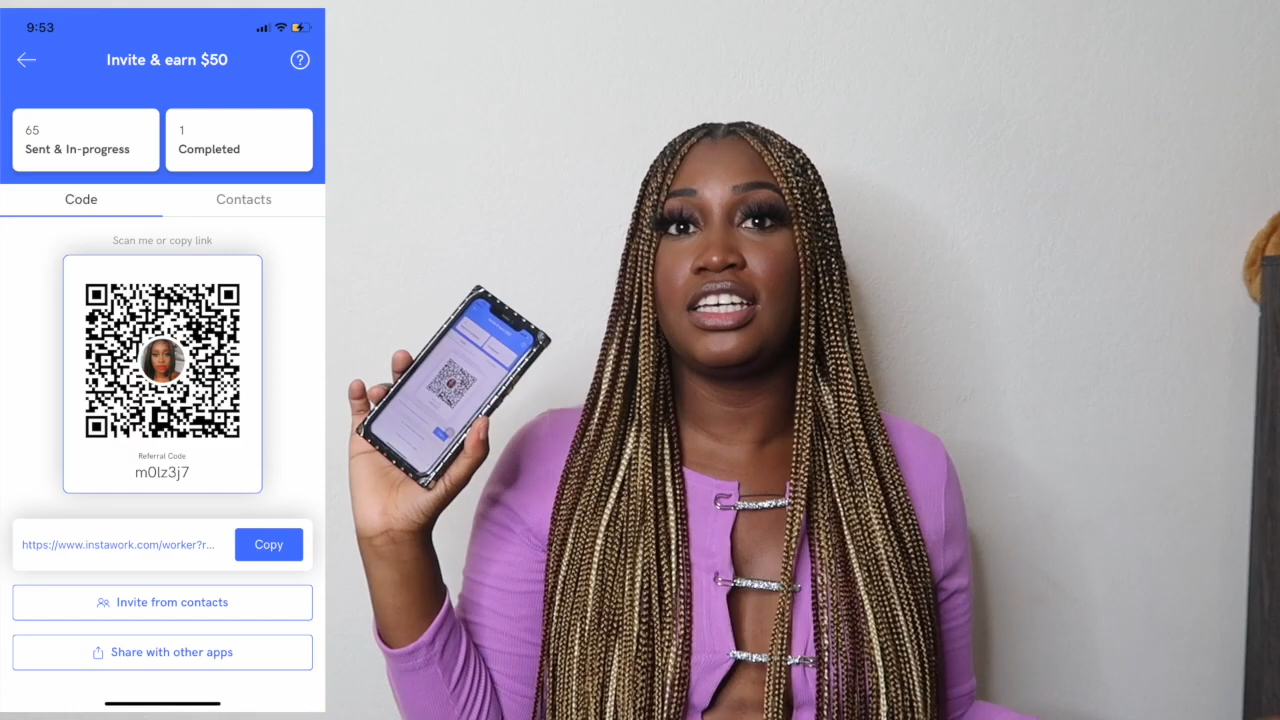 9:53
Invite & earn $50
?
65
Sent & In-progress
1
Completed
Code
Contacts
Scan me or copy link
Referral Code
m0lz3j7
https://www.instawork.com/worker?r...
Copy
Invite from contacts
Share with other apps